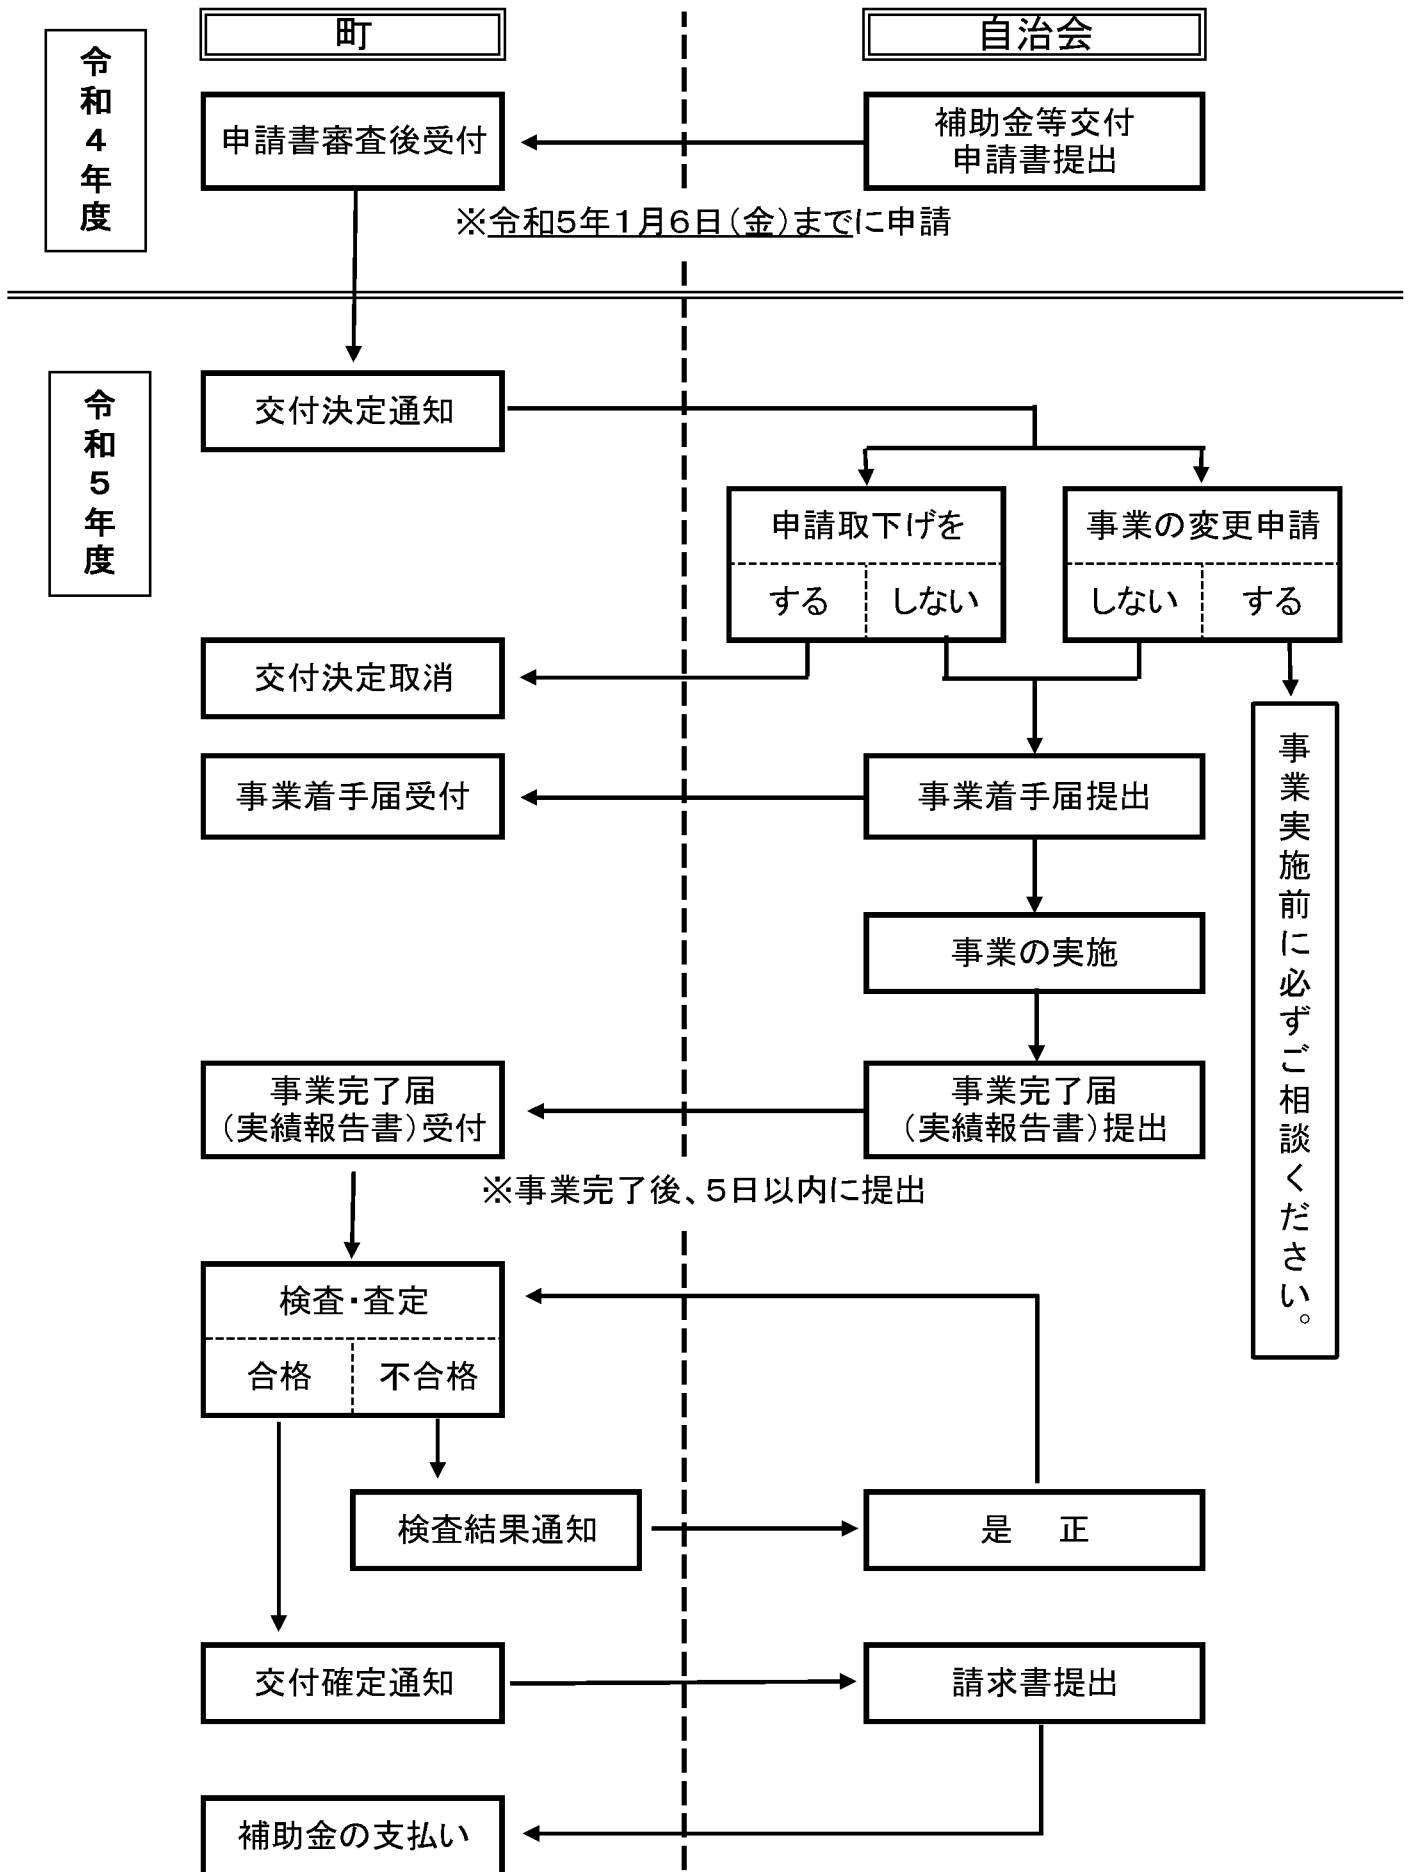 町
自治会
令和４年度
申請書審査後受付
補助金等交付
申請書提出
※令和５年１月６日（金）までに申請
令和５年度
交付決定通知
申請取下げを
する
しない
事業の変更申請
しない
する
交付決定取消
事業着手届受付
事業着手届提出
事業実施前に必ずご相談ください。
事業の実施
事業完了届
（実績報告書）受付
事業完了届
（実績報告書）提出
※事業完了後、５日以内に提出
検査・査定
合格
不合格
検査結果通知
是　正
交付確定通知
請求書提出
補助金の支払い